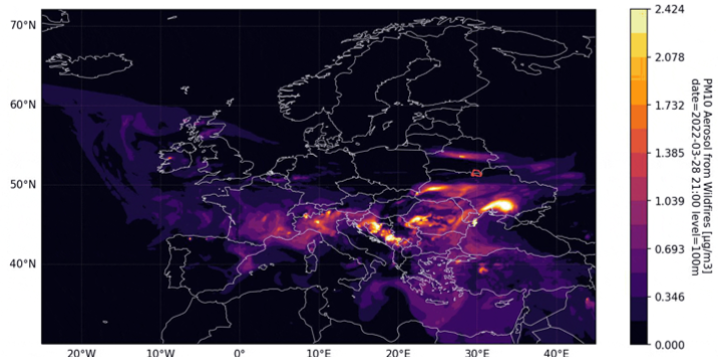 70°N
60°N
50°N
40°N
20°W 10°W 0° 10°E 20°E 30°E 40°E
2.424
2.078
1.732
1.385
1.039
0.693
0.346
0.000
PM10 Aerosol from Wildfires [µg/m3]
date=2022-03-28 21:00 level=100m